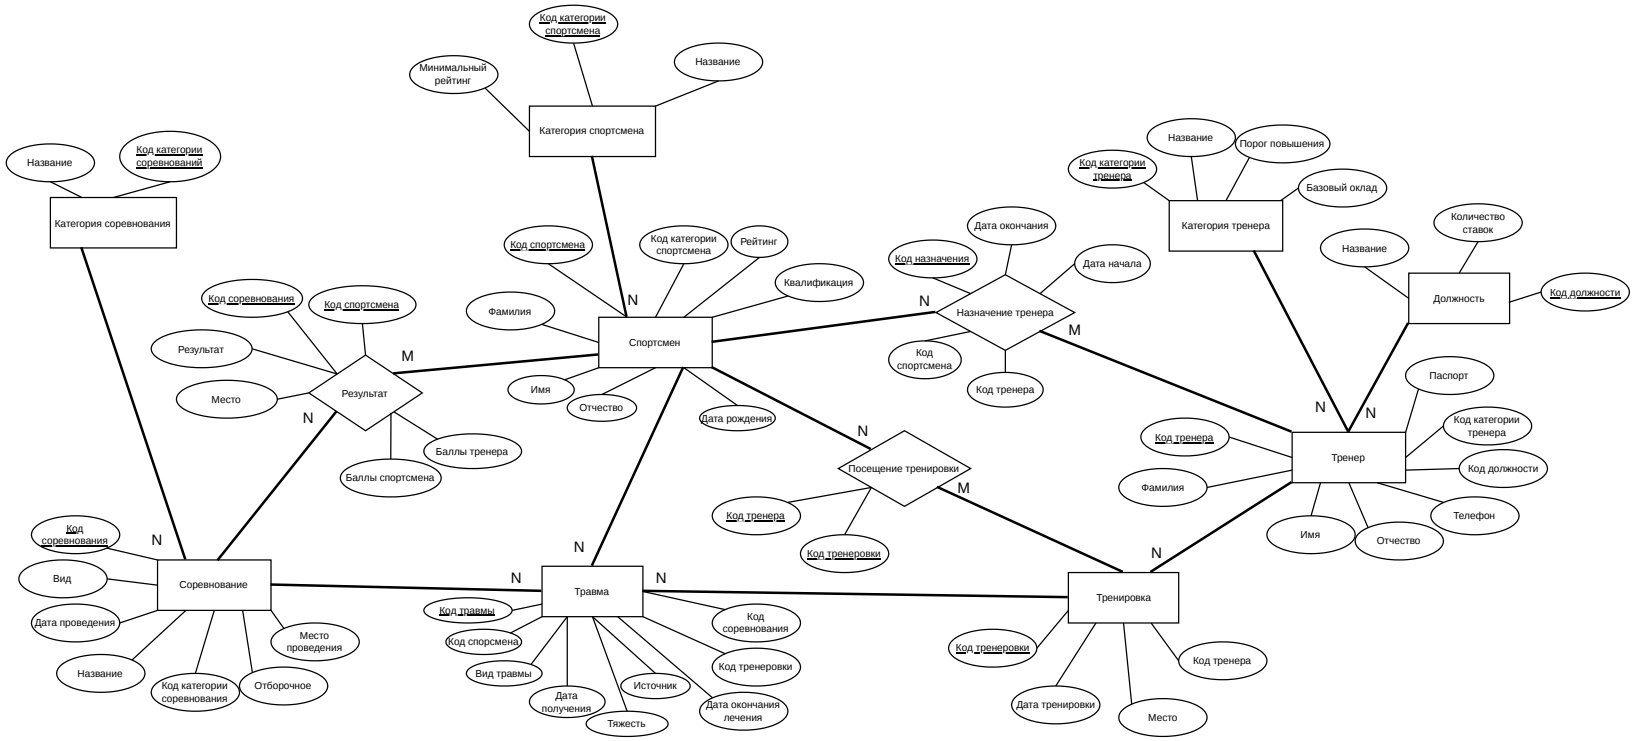 Код категории
спортсмена
Минимальный
рейтинг
Название
Категория спортсмена
Название
Код категории
соревнований
Категория соревнования
Название
Порог повышения
Код категории
тренера
Базовый оклад
Категория тренера
Количество
ставок
Название
Код должности
Должность
Код спортсмена
Код категории
спортсмена
Рейтинг
Квалификация
Фамилия
N
Спортсмен
Имя
Отчество
Дата рождения
Дата окончания
Код назначения
Дата начала
N
Назначение тренера
M
Код
спортсмена
Код тренера
Код соревнования
Код спортсмена
Результат
M
Место
Результат
N
Баллы тренера
Баллы спортсмена
N
N
Паспорт
Код категории
тренера
Код тренера
Тренер
Код должности
Фамилия
Телефон
Имя
Отчество
N
Посещение тренировки
M
Код тренера
Код тренеровки
N
Код
соревнования
N
Вид
Соревнование
Дата проведения
Место
проведения
Название
Код категории
соревнования
Отборочное
N
N
N
Травма
Код травмы
Код спорсмена
Вид травмы
Дата
получения
Тяжесть
Источник
Дата окончания
лечения
Код тренеровки
Код
соревнования
Тренировка
Код тренеровки
Код тренера
Дата тренировки
Место